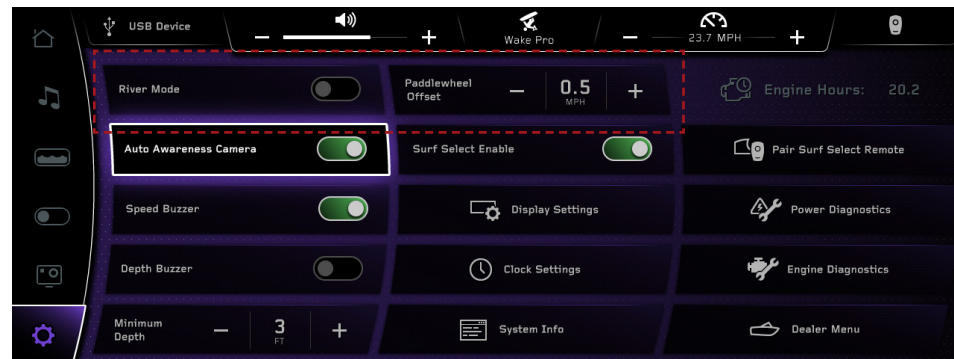 USB Device
Wake Pro
23.7 MPH
River Mode
Paddlewheel
Offset
0.5
MPH
Engine Hours: 20.2
Auto Awareness Camera
Surf Select Enable
Pair Surf Select Remote
Speed Buzzer
Display Settings
Power Diagnostics
Depth Buzzer
Clock Settings
Engine Diagnostics
Minimum
Depth
3
FT
System Info
Dealer Menu